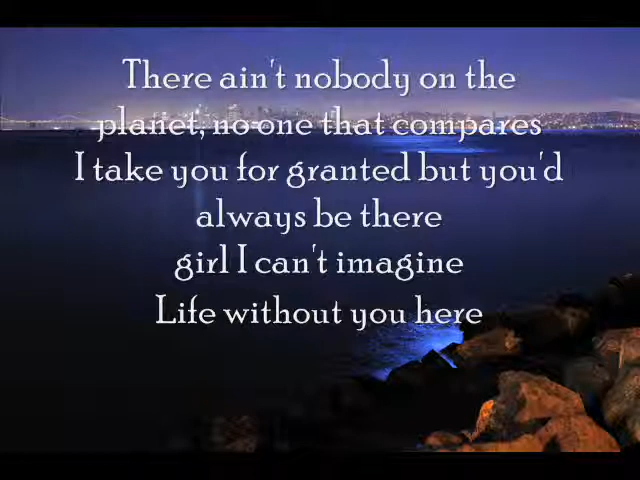 There ain't nobody on the
planet, no one that compares
I take you for granted but you'd
always be there
girl I can't imagine
Life without you here